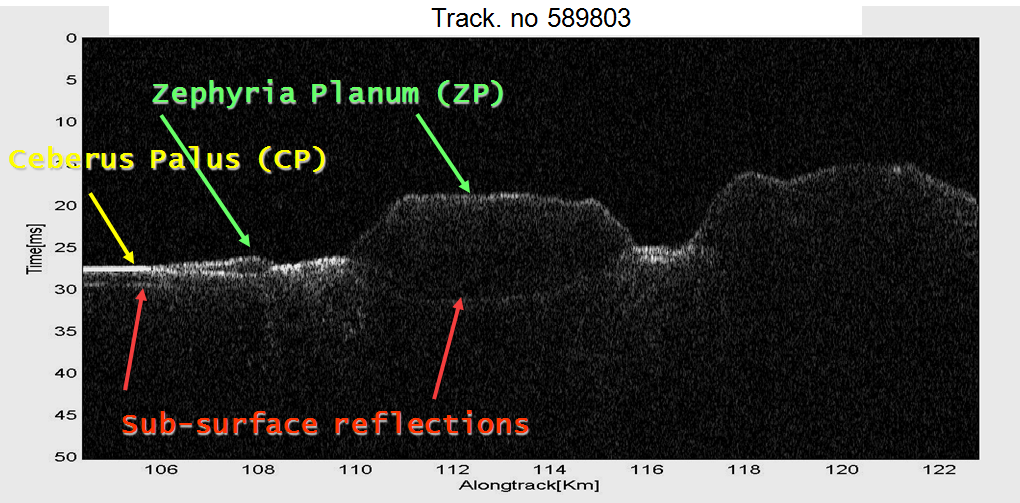 Track. no 589803
Zephyria Planum (ZP)
Ceberus Palus (CP)
Sub-surface reflections
Time[ms]
0
5
10
15
20
25
30
35
40
45
50
106 108 110 112 114 116 118 120 122
Alongtrack[Km]